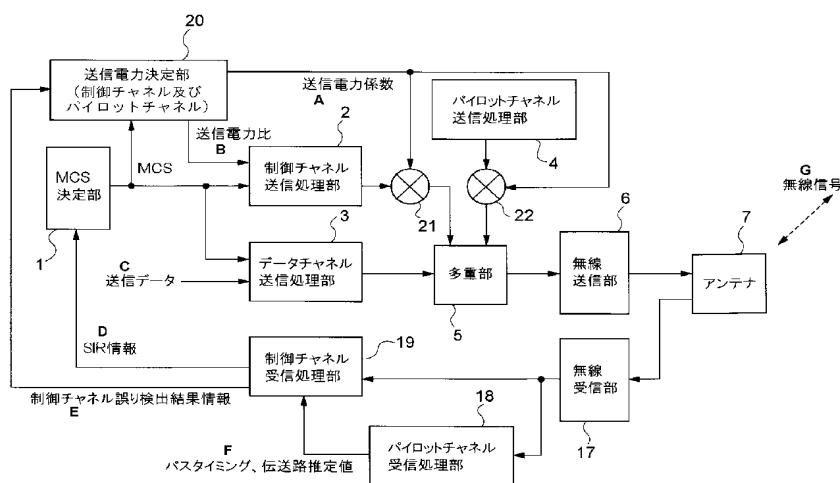 20
送信電力決定部
(制御チャネル及び
パイロットチャネル)
送信電力係数
A
パイロットチャネル
送信処理部
4
送信電力比
B
2
MCS
制御チャネル
送信処理部
MCS
決定部
1
21
22
G
無線信号
3
6
7
C
送信データ
データチャネル
送信処理部
多重部
5
無線
送信部
アンテナ
D
SIR情報
制御チャネル
受信処理部
19
無線
受信部
17
制御チャネル誤り検出結果情報
E
18
F
パスタイミング、伝送路推定値
パイロットチャネル
受信処理部